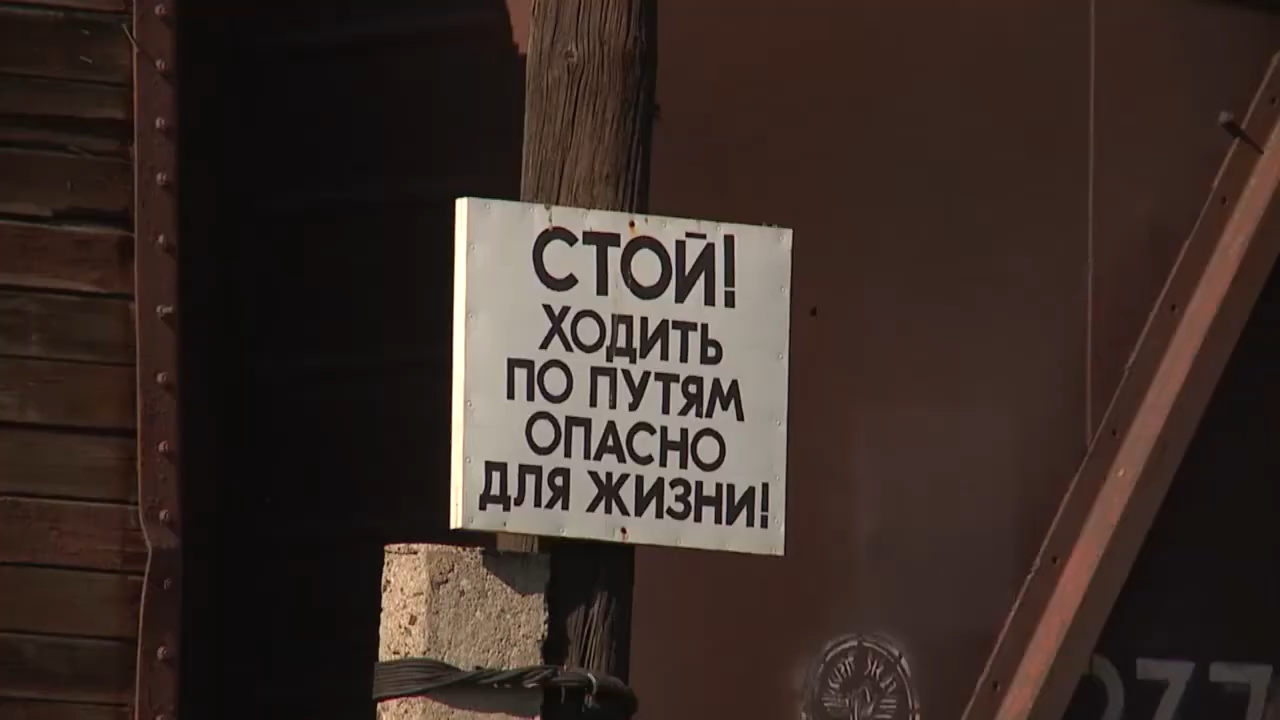 СТОЙ!
ХОДИТЬ
ПО ПУТЯМ
ОПАСНО
ДЛЯ ЖИЗНИ!